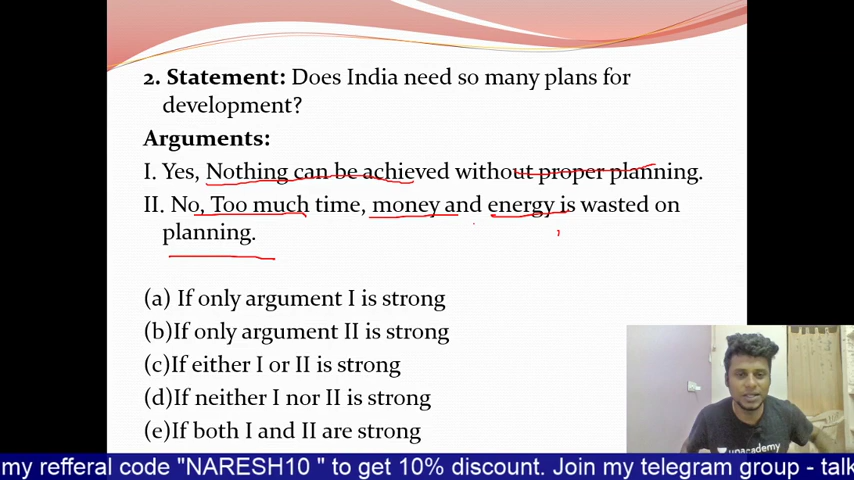 2. Statement: Does India need so many plans for
development?
Arguments:
I. Yes, Nothing can be achieved without proper planning.
II. No, Too much time, money and energy is wasted on
planning.
(a) If only argument I is strong
(b)If only argument II is strong
(c)If either I or II is strong
(d)If neither I nor II is strong
(e)If both I and II are strong
unacademy
my refferal code "NARESH10 " to get 10% discount. Join my telegram group - talk